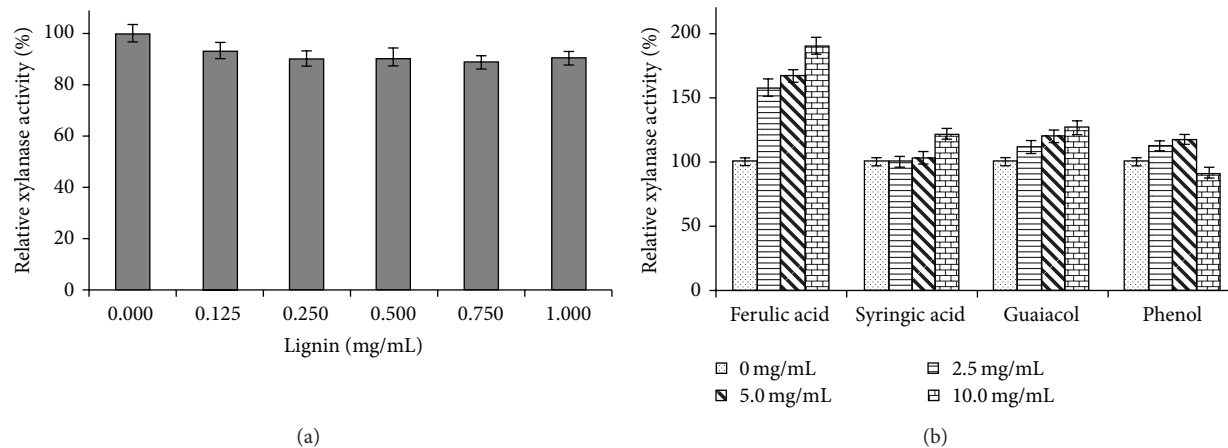 Relative xylanase activity (%)
100
80
60
40
20
0
0.000 0.125 0.250 0.500 0.750 1.000
Lignin (mg/mL)
(a)
Relative xylanase activity (%)
200
150
100
50
0
Ferulic acid Syringic acid Guaiacol Phenol
0 mg/mL 2.5 mg/mL
5.0 mg/mL 10.0 mg/mL
(b)